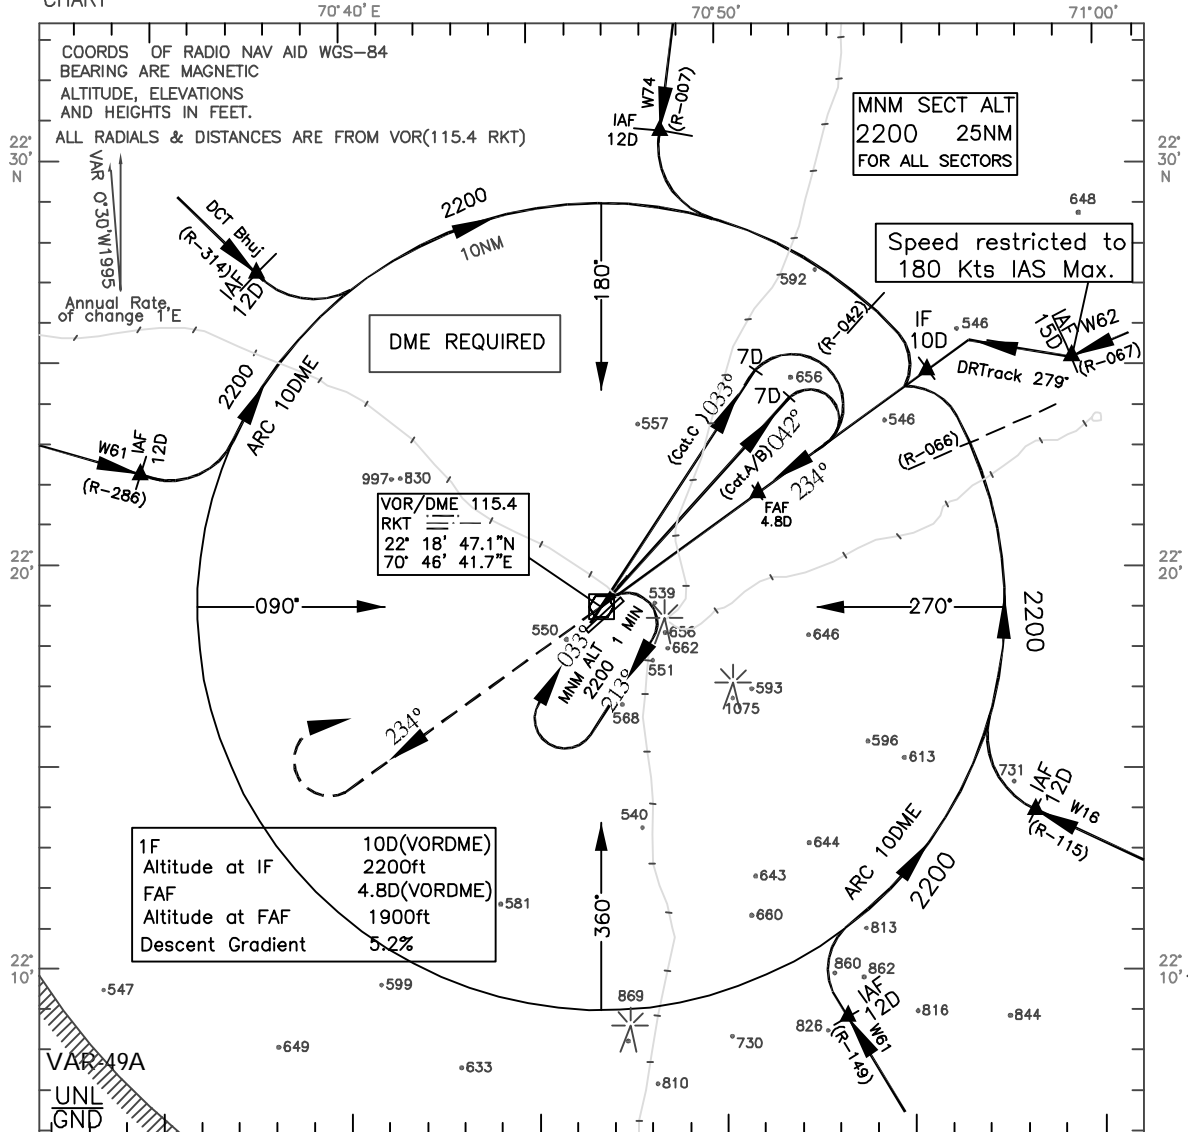 CHART
70°40' E
70°50'
71°00'
COORDS OF RADIO NAV AID WGS-84
BEARING ARE MAGNETIC
ALTITUDE, ELEVATIONS
AND HEIGHTS IN FEET.
ALL RADIALS & DISTANCES ARE FROM VOR(115.4 RKT)
22°
30'
N
VAR 0°30'W1995
Annual Rate
of change 1'E
W74
(R-007)
IAF
12D
MNM SECT ALT
2200 25NM
FOR ALL SECTORS
22°
30'
N
648
DCT Bhuj
(R-314)
IAF
12D
2200
10NM
180°
592
Speed restricted to
180 Kts IAS Max.
DME REQUIRED
(R-042)
IF
10D
546
IAF
15D
W62
(R-067)
DRTrack 279°
2200
ARC 10DME
7D
656
7D
557
(Cat.C)
033°
(Cat.A/B)
042°
546
(R-066)
234°
FAF
4.8D
W61
IAF
12D
(R-286)
997
830
VOR/DME 115.4
RKT
22° 18' 47.1"N
70° 46' 41.7"E
22°
20'
22°
20'
090°
270°
2200
539
550
656
662
551
646
033°
MNM ALT
2200
1 MIN
213°
568
593
1075
234°
596
613
731
IAF
12D
W16
(R-115)
540
644
ARC 10DME
2200
1F 10D(VORDME)
Altitude at IF 2200ft
FAF 4.8D(VORDME)
Altitude at FAF 1900ft
Descent Gradient 5.2%
360°
643
581
660
813
22°
10'
22°
10'
860
862
547
599
869
IAF
12D
826
816
844
W61
(R-149)
730
649
633
810
VAR-49A
UNL
GND